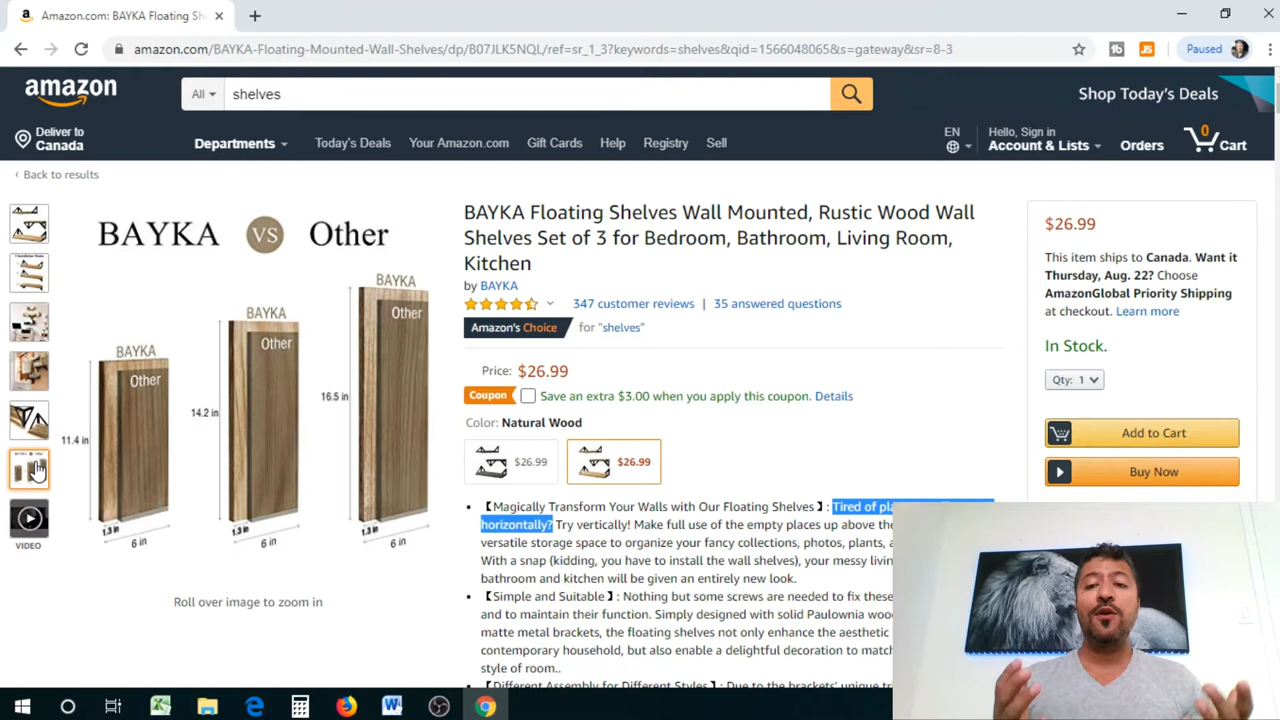 Amazon.com: BAYKA Floating Sh
amazon.com/BAYKA-Floating-Mounted-Wall-Shelves/dp/B07JLK5NQL/ref=sr_1_3?keywords=shelves&qid=1566048065&s=gateway&sr=8-3
Paused
amazon
All
shelves
Shop Today's Deals
Deliver to
Canada
Departments
Today's Deals
Your Amazon.com
Gift Cards
Help
Registry
Sell
EN
Hello, Sign in
Account & Lists
Orders
0
Cart
‹ Back to results
BAYKA VS Other
BAYKA
Other
11.4 in
1.3 in
6 in
BAYKA
Other
14.2 in
1.3 in
6 in
BAYKA
Other
16.5 in
1.3 in
6 in
VIDEO
Roll over image to zoom in
BAYKA Floating Shelves Wall Mounted, Rustic Wood Wall
Shelves Set of 3 for Bedroom, Bathroom, Living Room,
Kitchen
by BAYKA
347 customer reviews | 35 answered questions
Amazon's Choice for "shelves"
Price: $26.99
Coupon Save an extra $3.00 when you apply this coupon. Details
Color: Natural Wood
$26.99
$26.99
• 【Magically Transform Your Walls with Our Floating Shelves】: Tired of
horizontally? Try vertically! Make full use of the empty places up above the
versatile storage space to organize your fancy collections, photos, plants,
With a snap (kidding, you have to install the wall shelves), your messy
bathroom and kitchen will be given an entirely new look.
• 【Simple and Suitable】: Nothing but some screws are needed to fix these
and to maintain their function. Simply designed with solid Paulownia
matte metal brackets, the floating shelves not only enhance the aesthetic
contemporary household, but also enable a delightful decoration to
style of room..
• 【Different Assembly for Different Styles】: Due to the brackets' unique
$26.99
This item ships to Canada. Want it
Thursday, Aug. 22? Choose
AmazonGlobal Priority Shipping
at checkout. Learn more
In Stock.
Qty: 1
Add to Cart
Buy Now